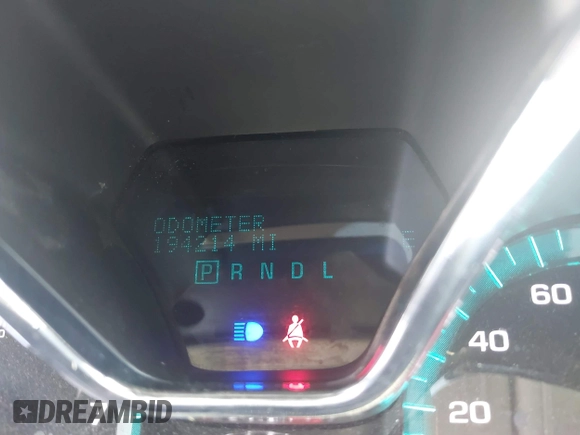 ODOMETER
194214 MI
P R N D L
60
40
20
DREAMBID